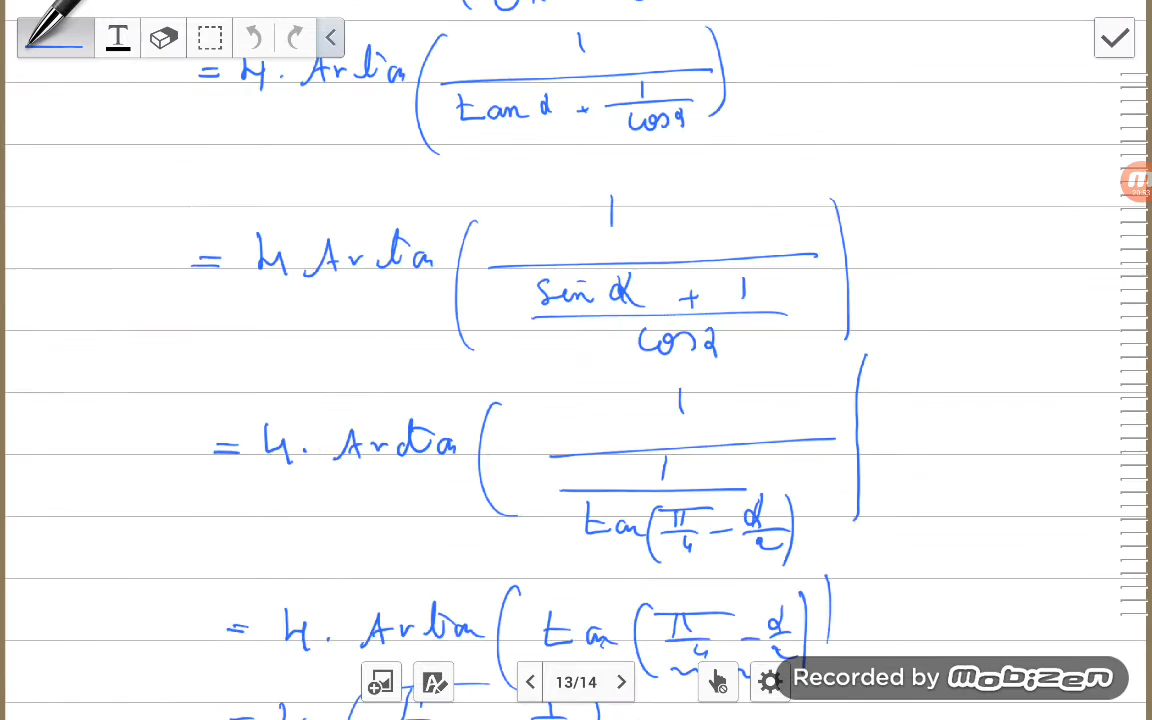 T
= 4. Arctan ( 1 / (tan α + 1/cos α) )
= 4 Arctan ( 1 / ((sin α + 1) / cos α) )
= 4. Arctan ( 1 / (1 / tan(π/4 - α/2)) )
= 4. Arctan ( tan (π/4 - α/2) )
13/14
Recorded by mobizen